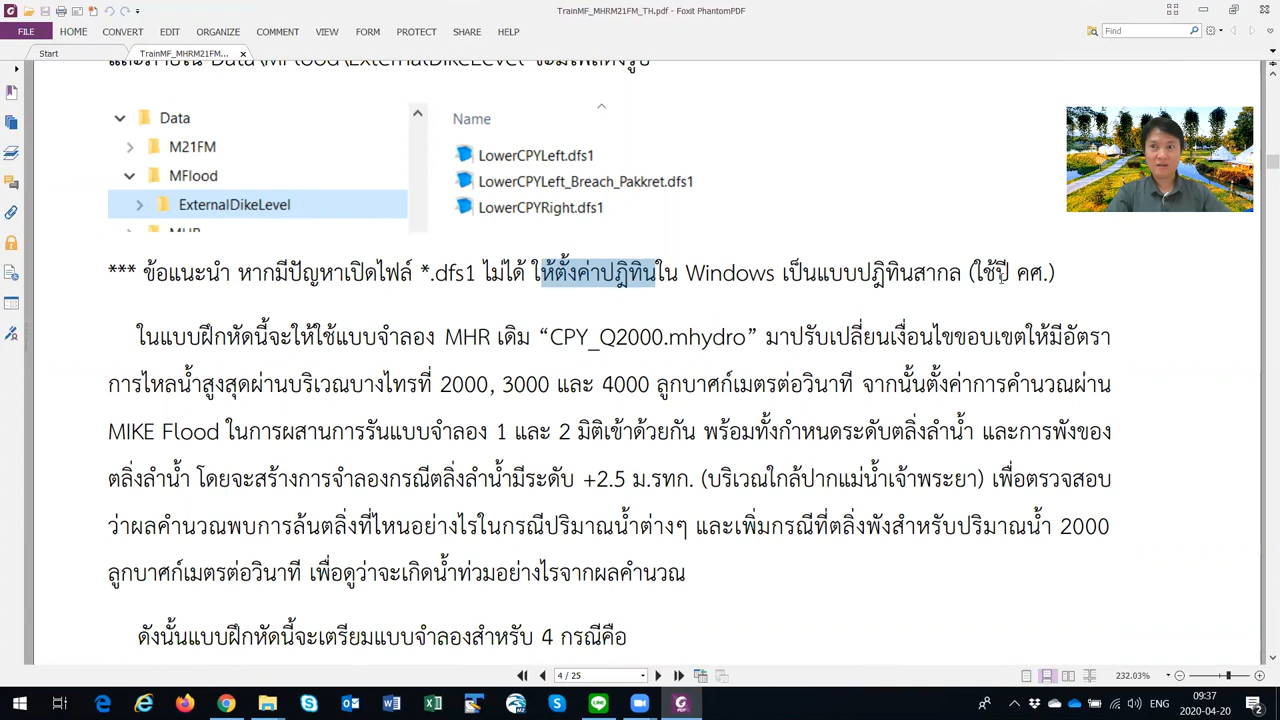 TrainMF_MHRM21FM_TH.pdf - Foxit PhantomPDF
FILE HOME CONVERT EDIT ORGANIZE COMMENT VIEW FORM PROTECT SHARE HELP
Find
Start TrainMF_MHRM21FM...
และภายใน Data\MFlood\ExternalDikeLevel จะมีไฟล์ดังรูป
Data
M21FM
MFlood
ExternalDikeLevel
MHR
Name
LowerCPYLeft.dfs1
LowerCPYLeft_Breach_Pakkret.dfs1
LowerCPYRight.dfs1
*** ข้อแนะนำ หากมีปัญหาเปิดไฟล์ *.dfs1 ไม่ได้ ให้ตั้งค่าปฎิทินใน Windows เป็นแบบปฎิทินสากล (ใช้ปี คศ.)
ในแบบฝึกหัดนี้จะให้ใช้แบบจำลอง MHR เดิม “CPY_Q2000.mhydro” มาปรับเปลี่ยนเงื่อนไขขอบเขตให้มีอัตรา
การไหลน้ำสูงสุดผ่านบริเวณบางไทรที่ 2000, 3000 และ 4000 ลูกบาศก์เมตรต่อวินาที จากนั้นตั้งค่าการคำนวณผ่าน
MIKE Flood ในการผสานการรันแบบจำลอง 1 และ 2 มิติเข้าด้วยกัน พร้อมทั้งกำหนดระดับตลิ่งลำน้ำ และการพังของ
ตลิ่งลำน้ำ โดยจะสร้างการจำลองกรณีตลิ่งลำน้ำมีระดับ +2.5 ม.รทก. (บริเวณใกล้ปากแม่น้ำเจ้าพระยา) เพื่อตรวจสอบ
ว่าผลคำนวณพบการล้นตลิ่งที่ไหนอย่างไรในกรณีปริมาณน้ำต่างๆ และเพิ่มกรณีที่ตลิ่งพังสำหรับปริมาณน้ำ 2000
ลูกบาศก์เมตรต่อวินาที เพื่อดูว่าจะเกิดน้ำท่วมอย่างไรจากผลคำนวณ
ดังนั้นแบบฝึกหัดนี้จะเตรียมแบบจำลองสำหรับ 4 กรณีคือ
4 / 25
232.03%
ENG
09:37
2020-04-20
2